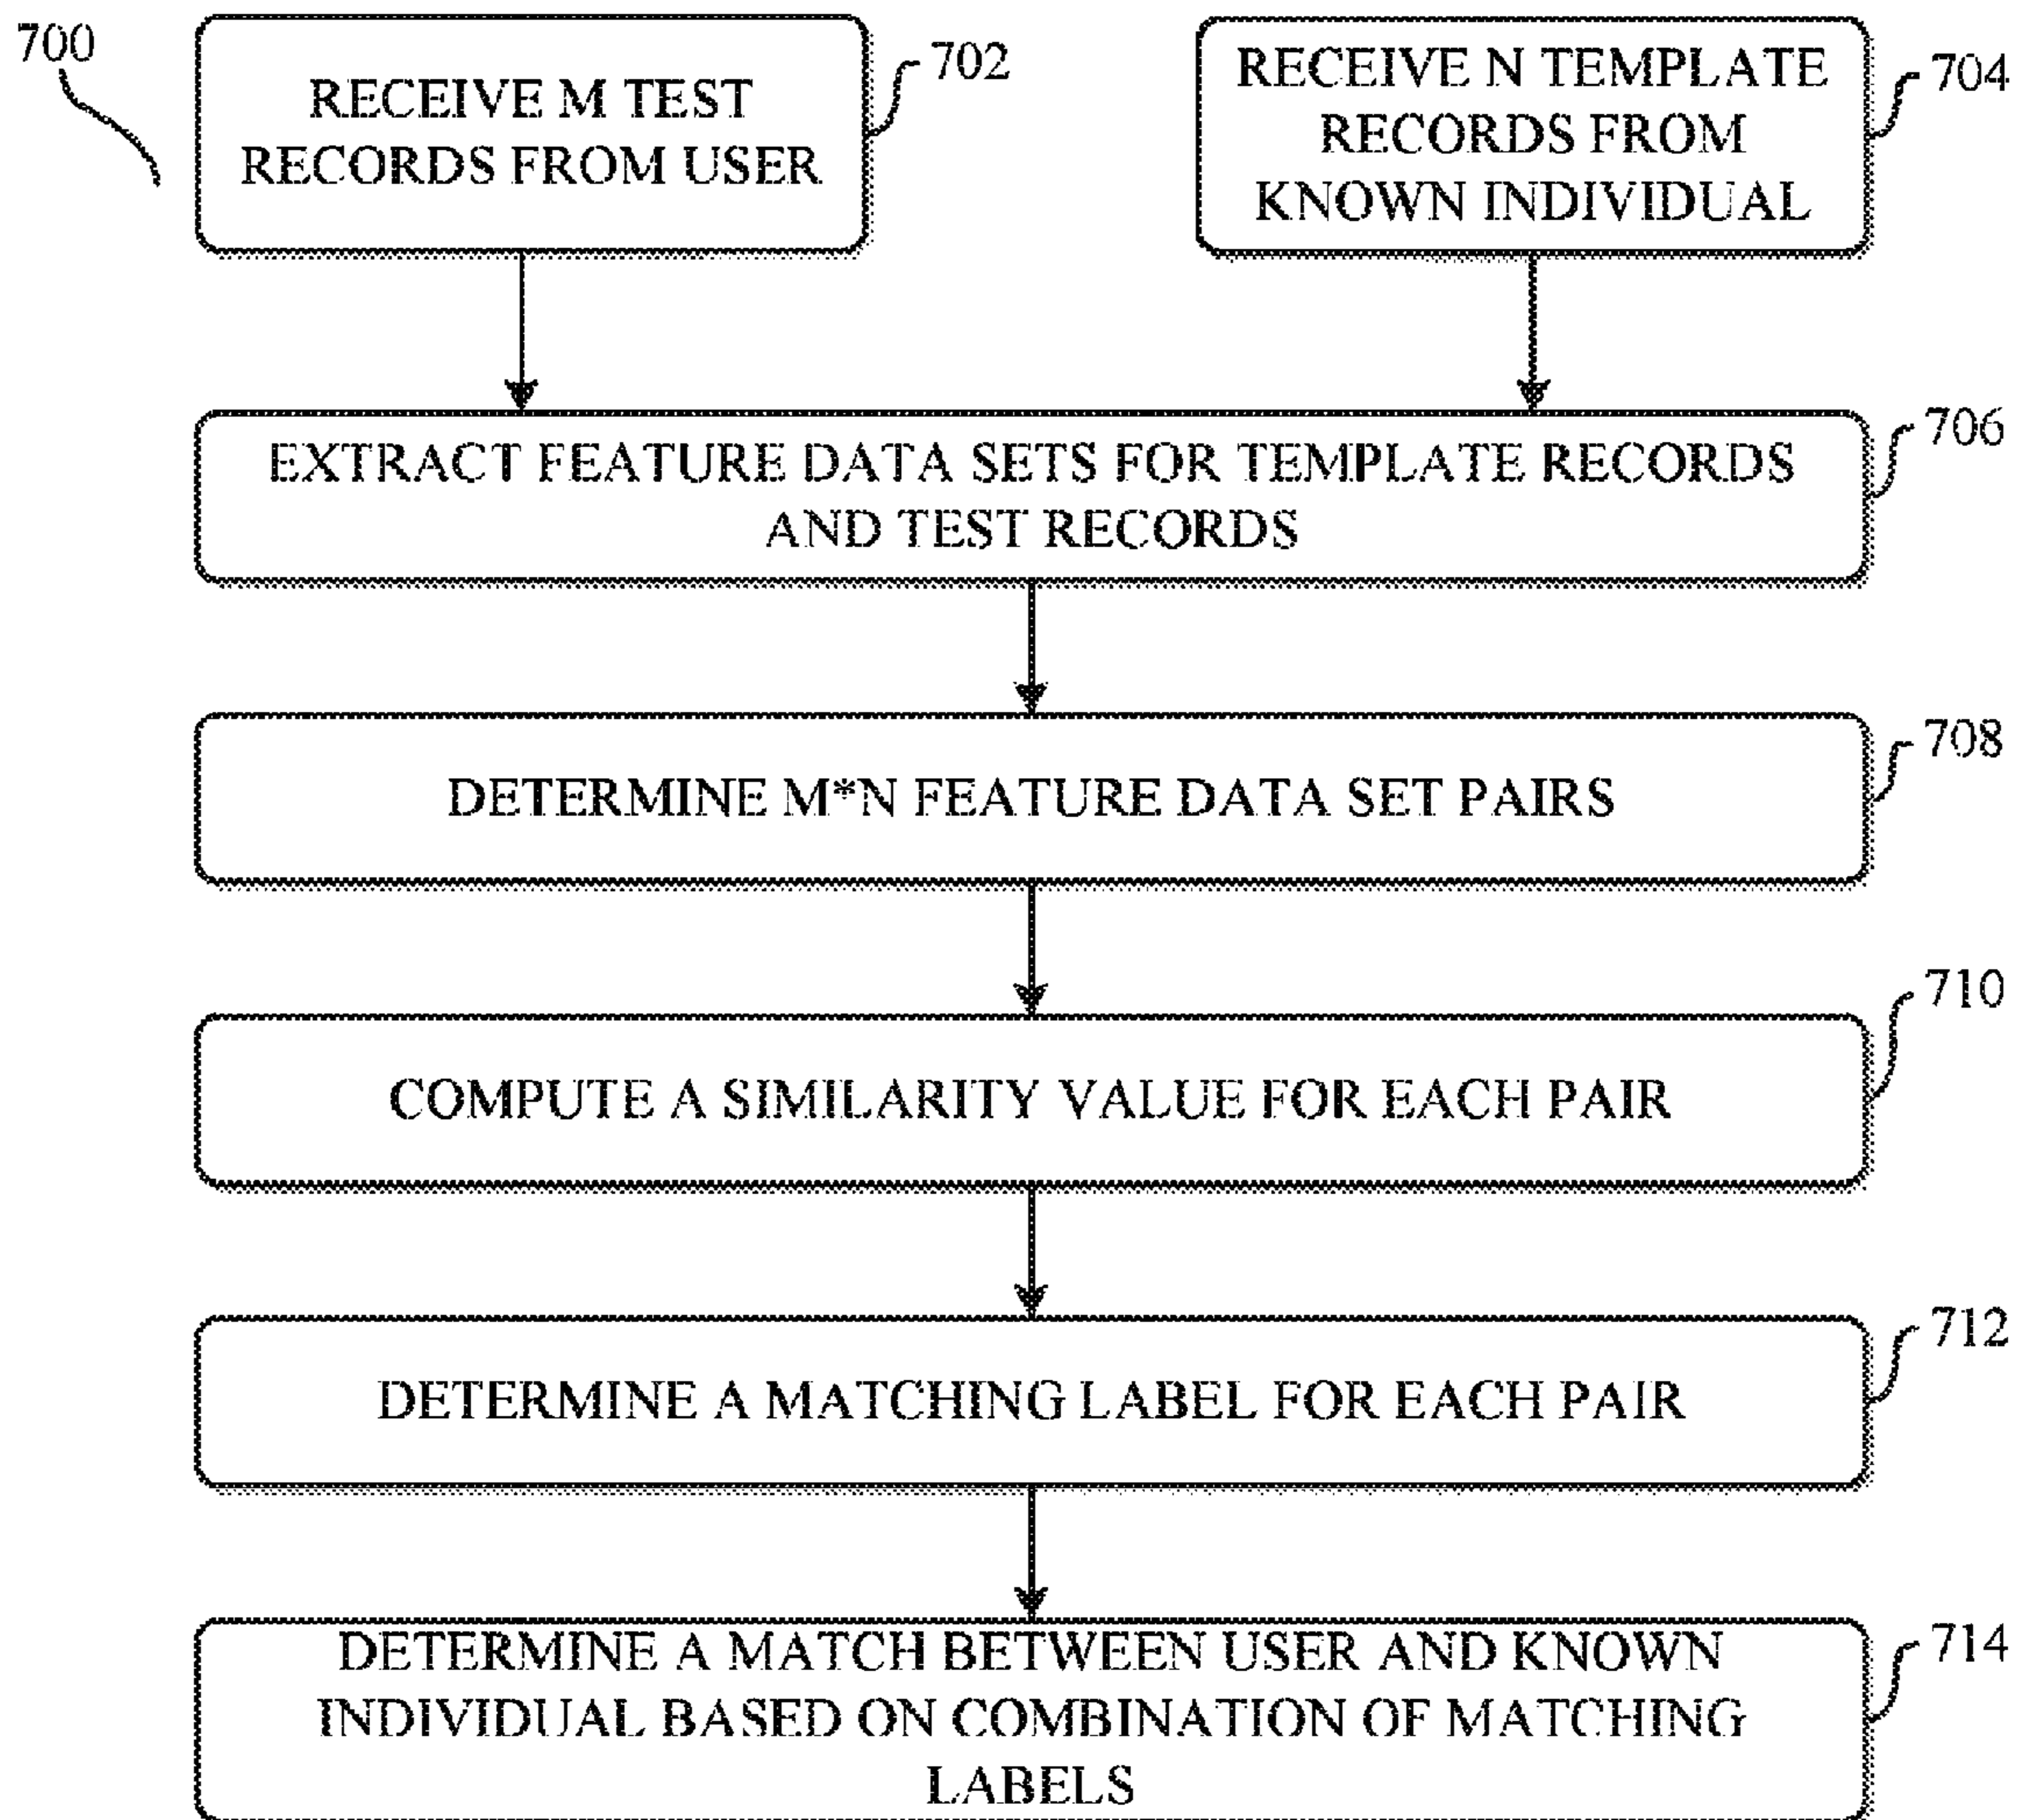 700
RECEIVE M TEST
RECORDS FROM USER
702
RECEIVE N TEMPLATE
RECORDS FROM
KNOWN INDIVIDUAL
704
EXTRACT FEATURE DATA SETS FOR TEMPLATE RECORDS
AND TEST RECORDS
706
DETERMINE M*N FEATURE DATA SET PAIRS
708
COMPUTE A SIMILARITY VALUE FOR EACH PAIR
710
DETERMINE A MATCHING LABEL FOR EACH PAIR
712
DETERMINE A MATCH BETWEEN USER AND KNOWN
INDIVIDUAL BASED ON COMBINATION OF MATCHING
LABELS
714